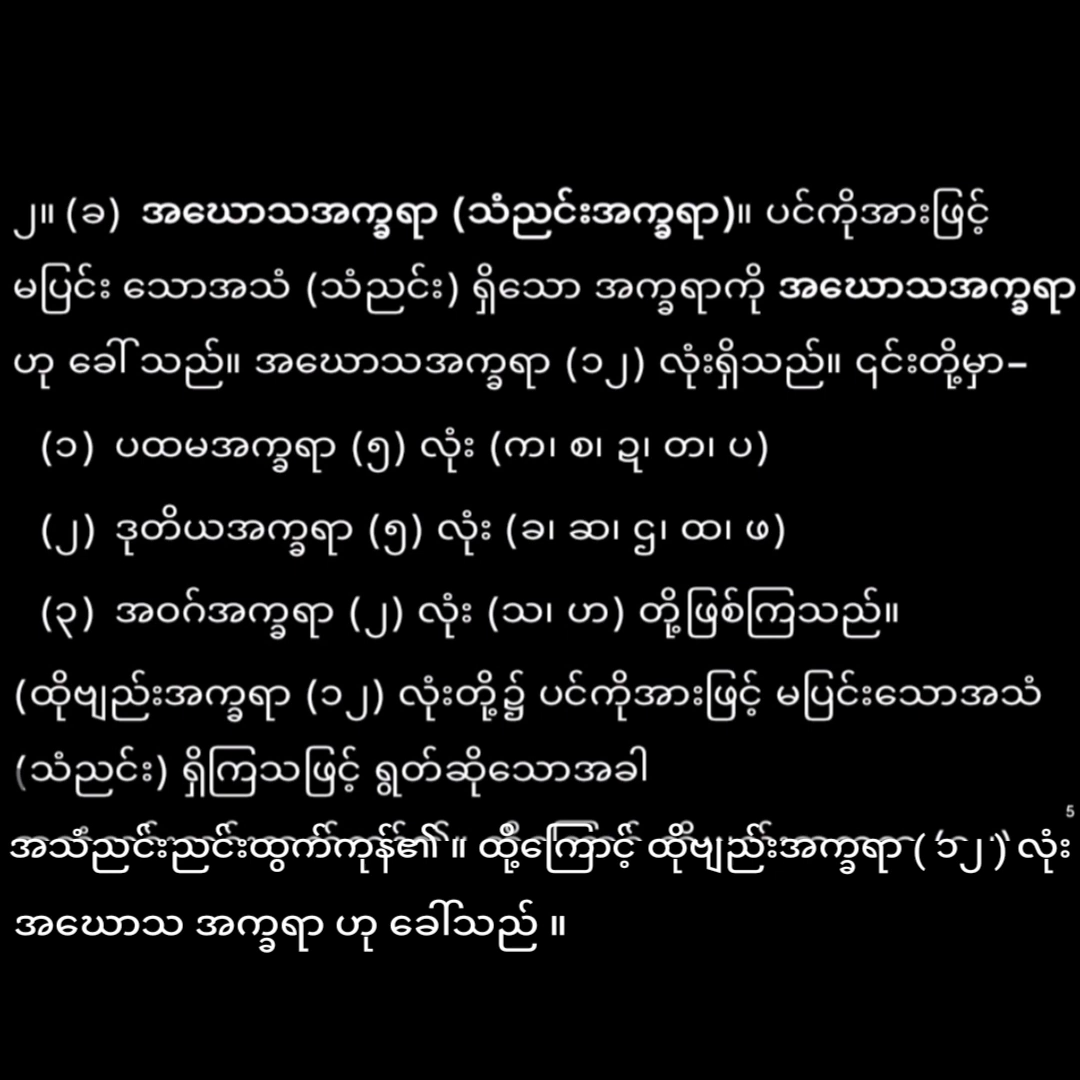 ၂။ (ခ) အဃောသအက္ခရာ (သံညင်းအက္ခရာ)။ ပင်ကိုအားဖြင့်
မပြင်း သောအသံ (သံညင်း) ရှိသော အက္ခရာကို အဃောသအက္ခရာ
ဟု ခေါ် သည်။ အဃောသအက္ခရာ (၁၂) လုံးရှိသည်။ ၎င်းတို့မှာ–
(၁) ပထမအက္ခရာ (၅) လုံး (က၊ စ၊ ဋ၊ တ၊ ပ)
(၂) ဒုတိယအက္ခရာ (၅) လုံး (ခ၊ ဆ၊ ဌ၊ ထ၊ ဖ)
(၃) အဝဂ်အက္ခရာ (၂) လုံး (သ၊ ဟ) တို့ဖြစ်ကြသည်။
(ထိုဗျည်းအက္ခရာ (၁၂) လုံးတို့၌ ပင်ကိုအားဖြင့် မပြင်းသောအသံ
(သံညင်း) ရှိကြသဖြင့် ရွတ်ဆိုသောအခါ
5
အသံညင်းညင်းထွက်ကုန်၏ ။ ထို့ကြောင့် ထိုဗျည်းအက္ခရာ ( ၁၂ ) လုံး
အဃောသ အက္ခရာ ဟု ခေါ်သည် ။